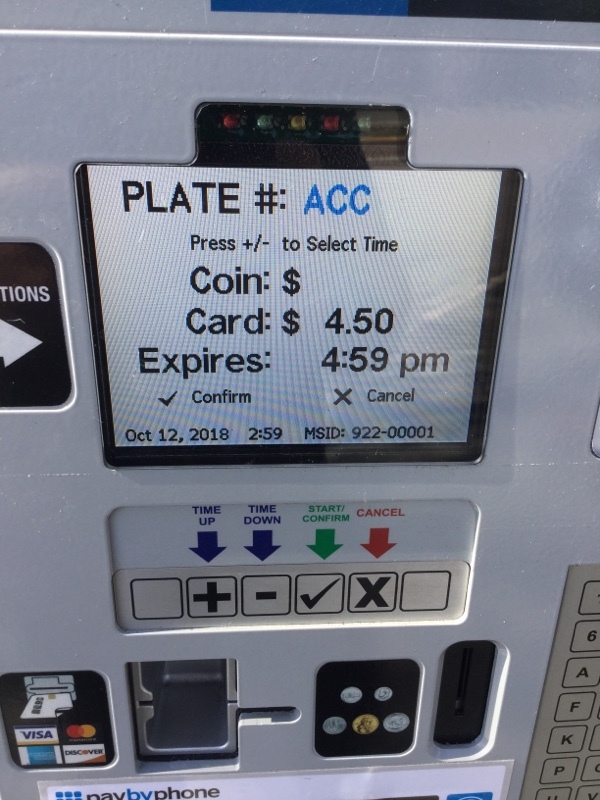 PLATE #: ACC
Press +/- to Select Time
Coin: $
Card: $ 4.50
Expires: 4:59 pm
✓ Confirm X Cancel
Oct 12, 2018 2:59 MSID: 922-00001
TIONS
TIME UP TIME DOWN START/ CONFIRM CANCEL
+ - ✓ X
VISA DISCOVER
6
A
F
K
P
U V
paybyphone